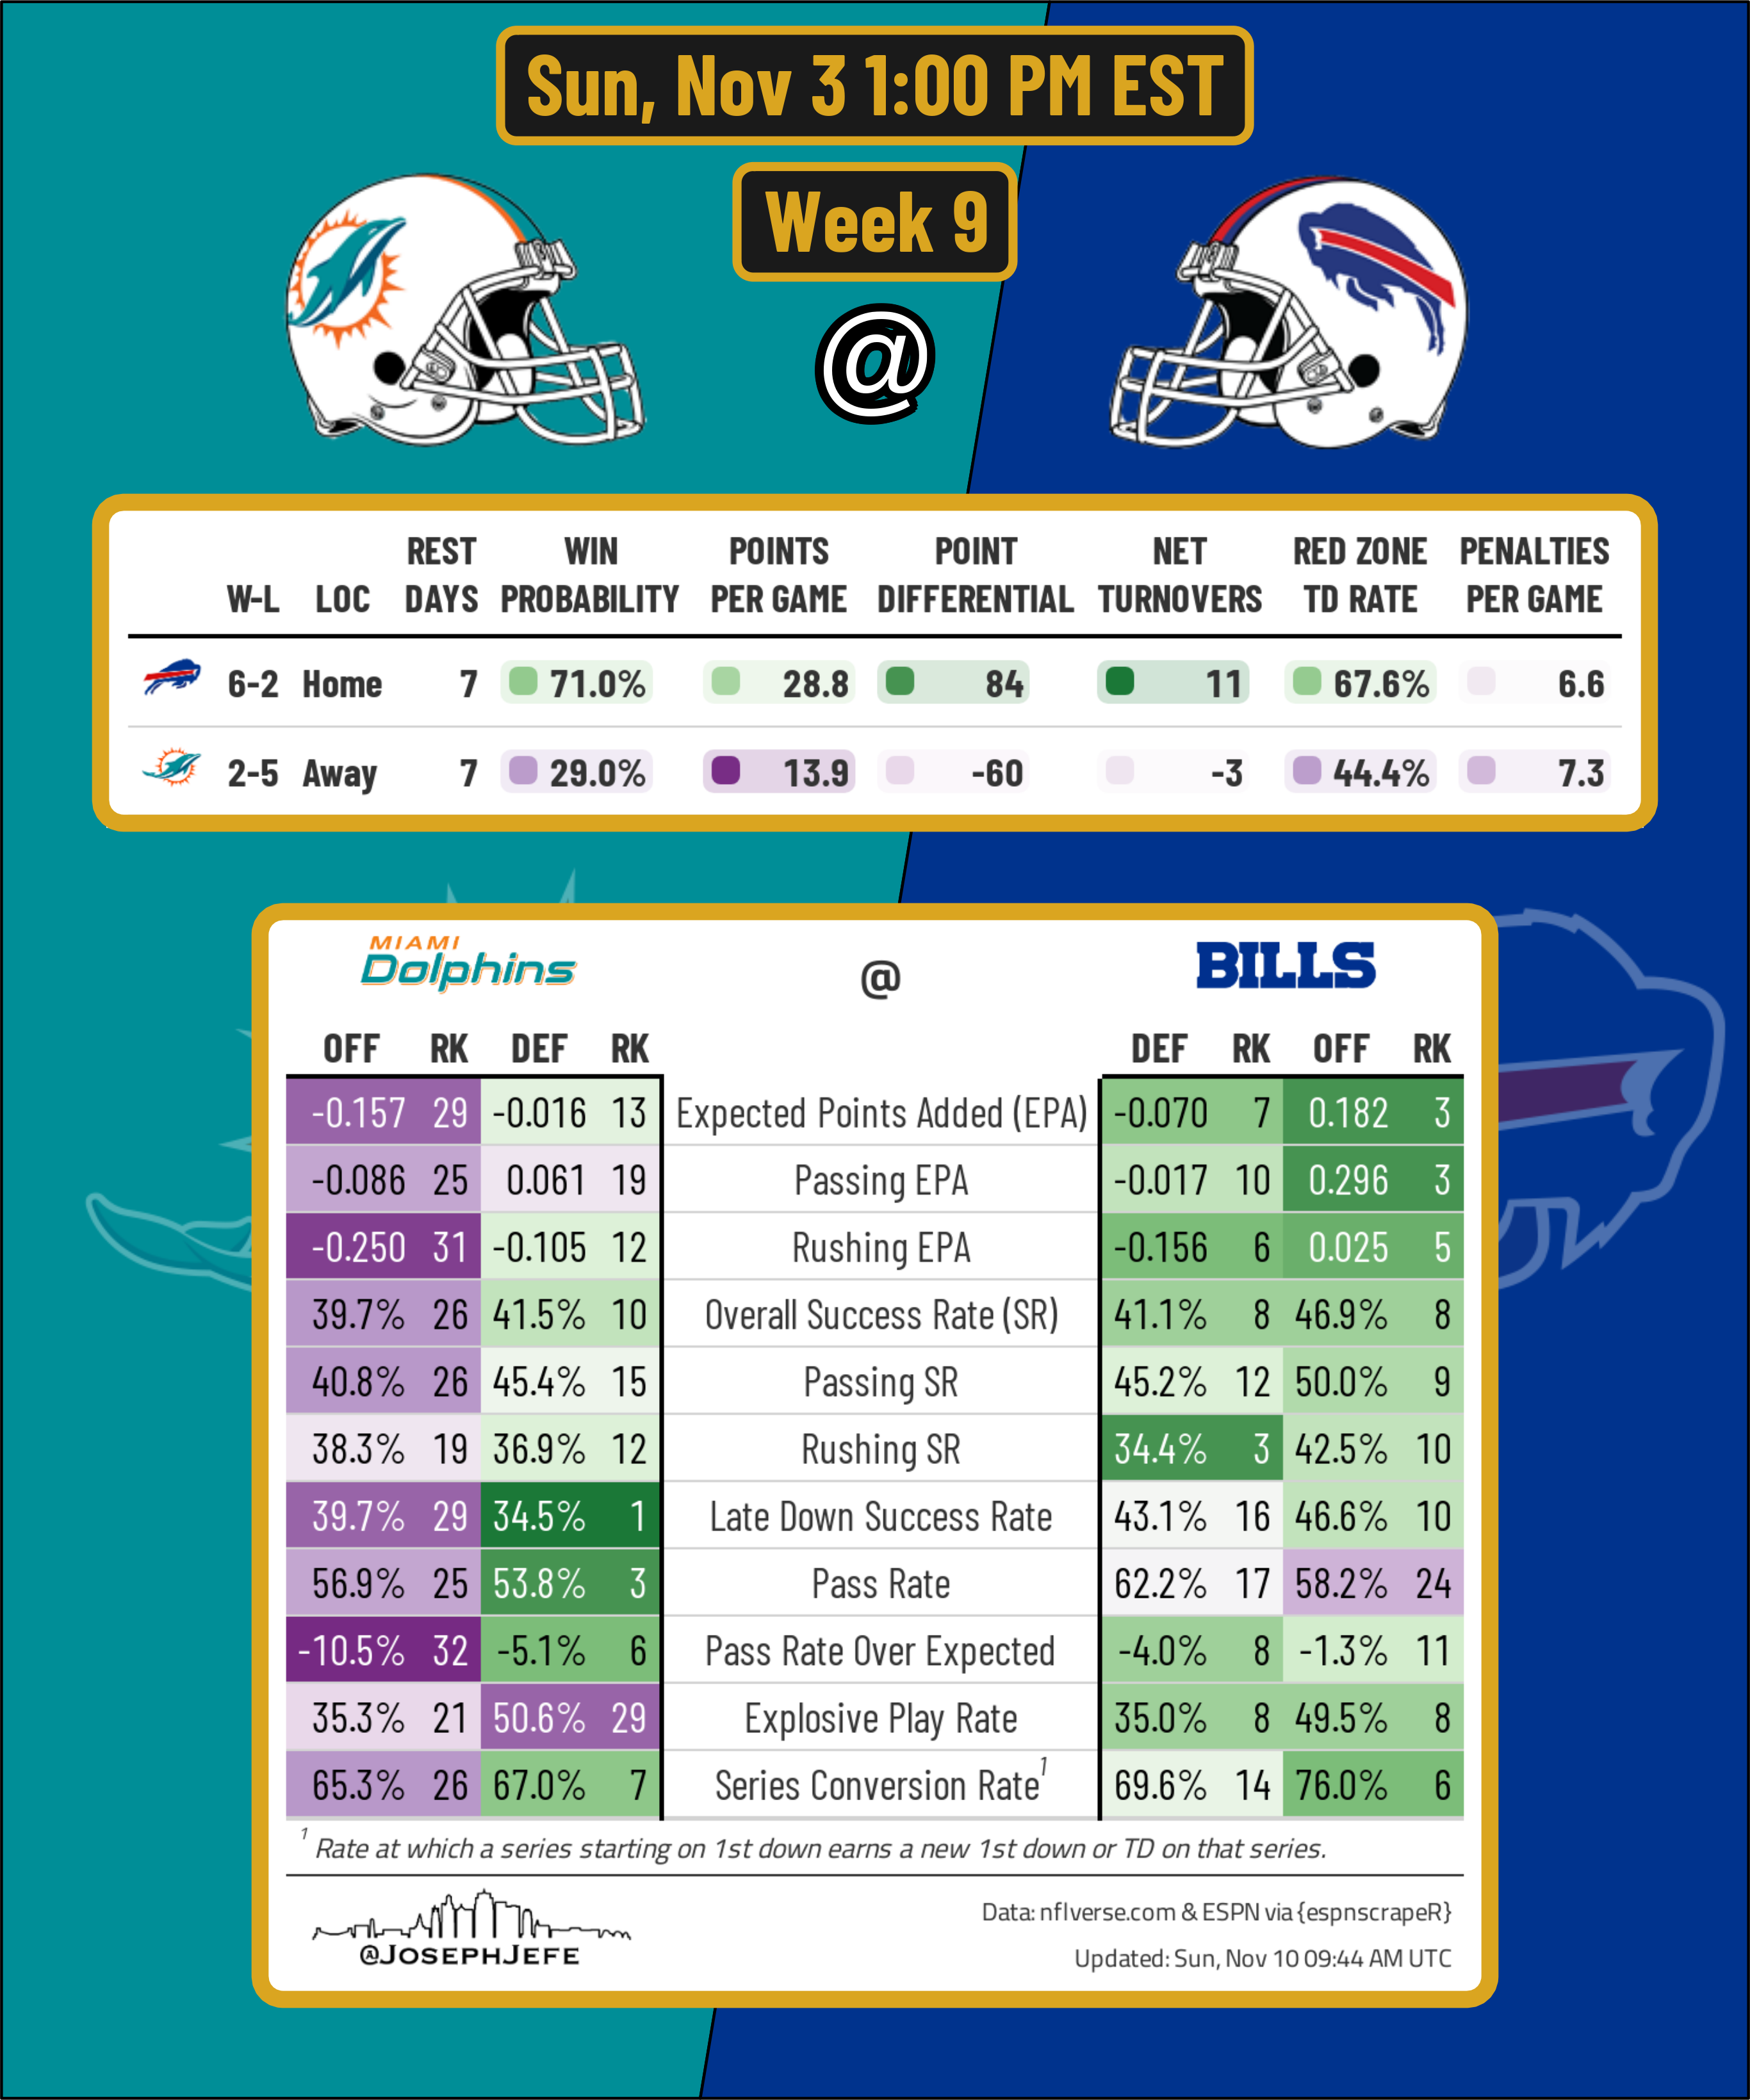 Sun, Nov 3 1:00 PM EST
Week 9
@
W-L LOC REST DAYS WIN PROBABILITY POINTS PER GAME POINT DIFFERENTIAL NET TURNOVERS RED ZONE TD RATE PENALTIES PER GAME
6-2 Home 7 71.0% 28.8 84 11 67.6% 6.6
2-5 Away 7 29.0% 13.9 -60 -3 44.4% 7.3
MIAMI
Dolphins @ BILLS
OFF RK DEF RK DEF RK OFF RK
-0.157 29 -0.016 13 Expected Points Added (EPA) -0.070 7 0.182 3
-0.086 25 0.061 19 Passing EPA -0.017 10 0.296 3
-0.250 31 -0.105 12 Rushing EPA -0.156 6 0.025 5
39.7% 26 41.5% 10 Overall Success Rate (SR) 41.1% 8 46.9% 8
40.8% 26 45.4% 15 Passing SR 45.2% 12 50.0% 9
38.3% 19 36.9% 12 Rushing SR 34.4% 3 42.5% 10
39.7% 29 34.5% 1 Late Down Success Rate 43.1% 16 46.6% 10
56.9% 25 53.8% 3 Pass Rate 62.2% 17 58.2% 24
-10.5% 32 -5.1% 6 Pass Rate Over Expected -4.0% 8 -1.3% 11
35.3% 21 50.6% 29 Explosive Play Rate 35.0% 8 49.5% 8
65.3% 26 67.0% 7 Series Conversion Rate1 69.6% 14 76.0% 6
1 Rate at which a series starting on 1st down earns a new 1st down or TD on that series.
@JOSEPHJEFE
Data: nflverse.com & ESPN via {espnscrapeR}
Updated: Sun, Nov 10 09:44 AM UTC